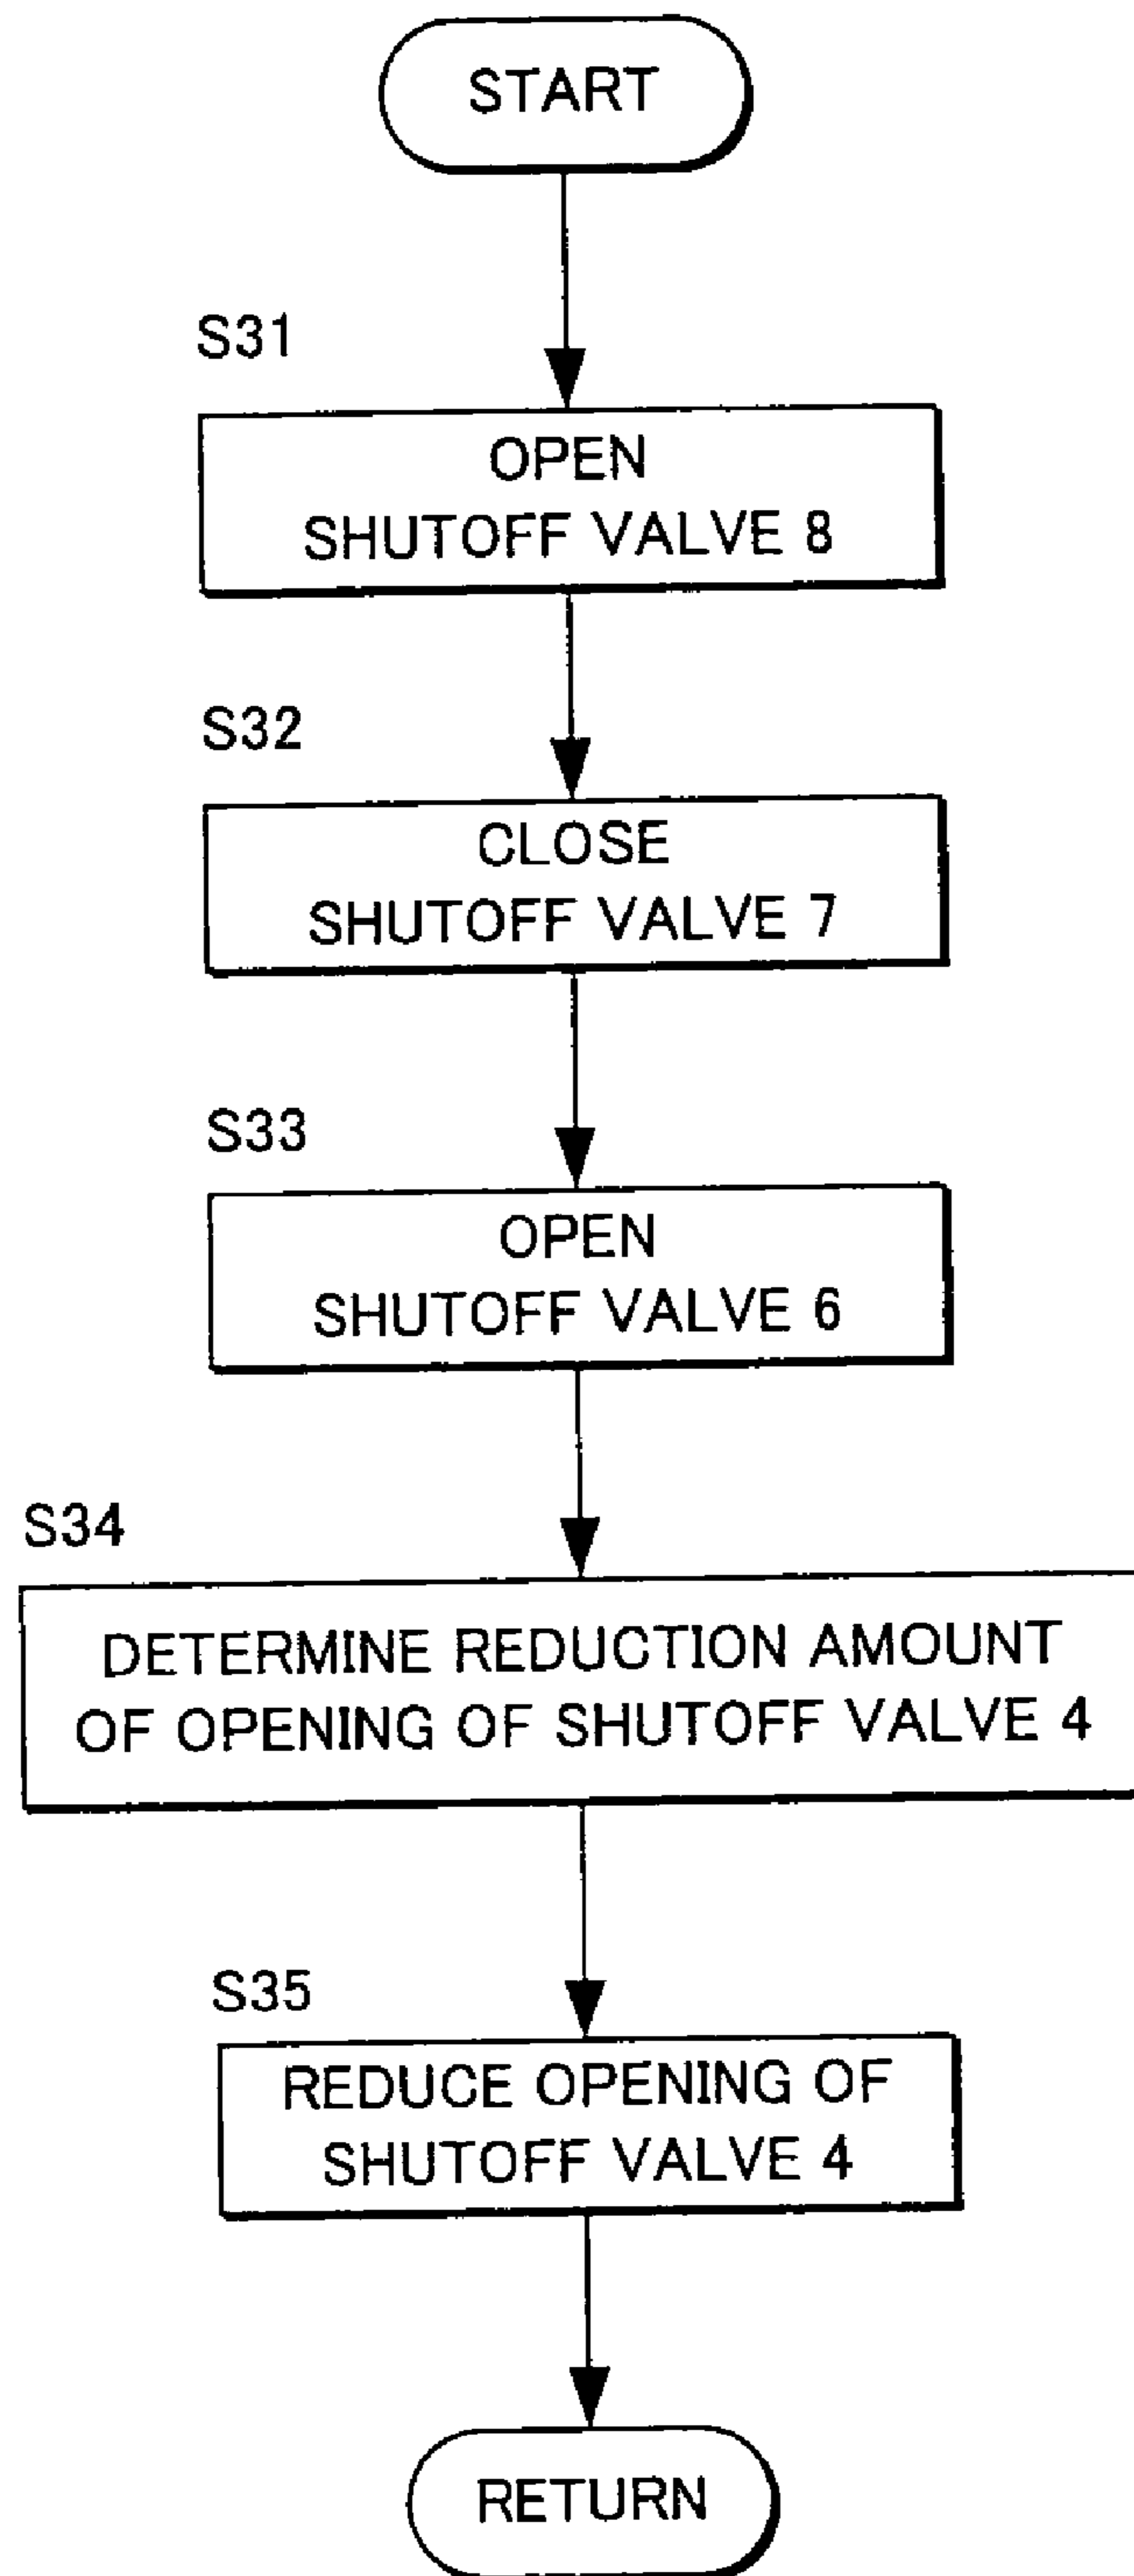 START
S31
OPEN
SHUTOFF VALVE 8
S32
CLOSE
SHUTOFF VALVE 7
S33
OPEN
SHUTOFF VALVE 6
S34
DETERMINE REDUCTION AMOUNT
OF OPENING OF SHUTOFF VALVE 4
S35
REDUCE OPENING OF
SHUTOFF VALVE 4
RETURN